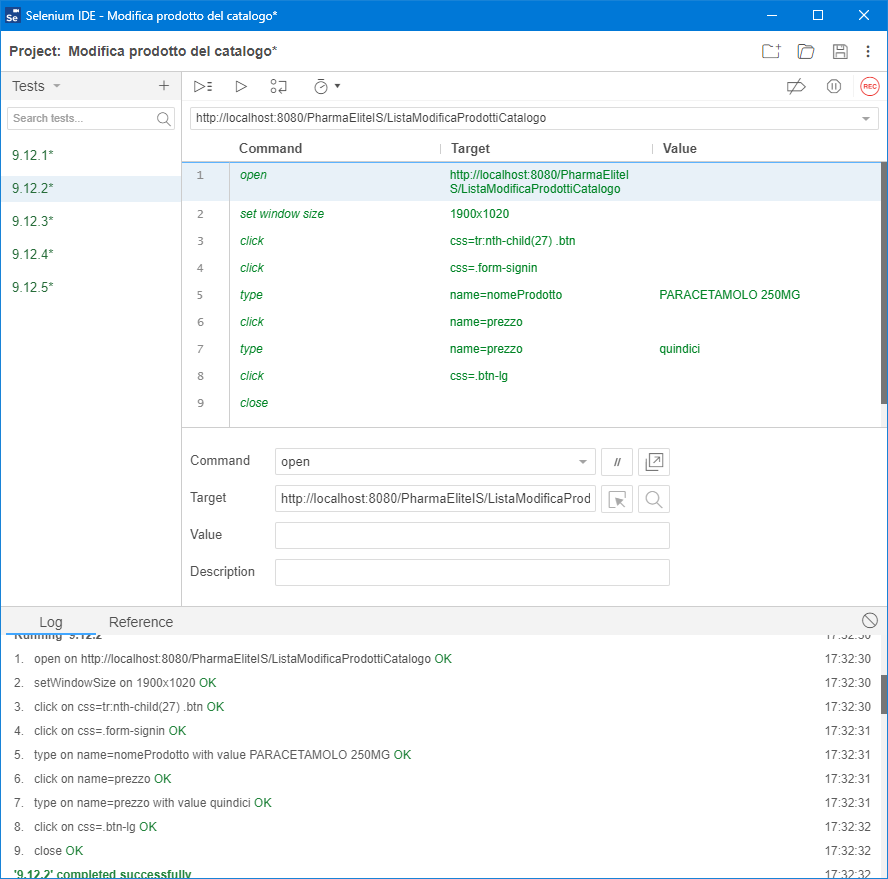 Se Selenium IDE - Modifica prodotto del catalogo*
Project: Modifica prodotto del catalogo*
Tests
REC
Search tests...
http://localhost:8080/PharmaEliteIS/ListaModificaProdottiCatalogo
Command Target Value
9.12.1*
9.12.2*
9.12.3*
9.12.4*
9.12.5*
1 open http://localhost:8080/PharmaEliteI
S/ListaModificaProdottiCatalogo
2 set window size 1900x1020
3 click css=tr:nth-child(27) .btn
4 click css=.form-signin
5 type name=nomeProdotto PARACETAMOLO 250MG
6 click name=prezzo
7 type name=prezzo quindici
8 click css=.btn-lg
9 close
Command open //
Target http://localhost:8080/PharmaEliteIS/ListaModificaProd
Value
Description
Log Reference
Running '9.12.2' 17:32:30
1. open on http://localhost:8080/PharmaEliteIS/ListaModificaProdottiCatalogo OK 17:32:30
2. setWindowSize on 1900x1020 OK 17:32:30
3. click on css=tr:nth-child(27) .btn OK 17:32:30
4. click on css=.form-signin OK 17:32:31
5. type on name=nomeProdotto with value PARACETAMOLO 250MG OK 17:32:31
6. click on name=prezzo OK 17:32:31
7. type on name=prezzo with value quindici OK 17:32:31
8. click on css=.btn-lg OK 17:32:32
9. close OK 17:32:32
'9.12.2' completed successfully 17:32:32